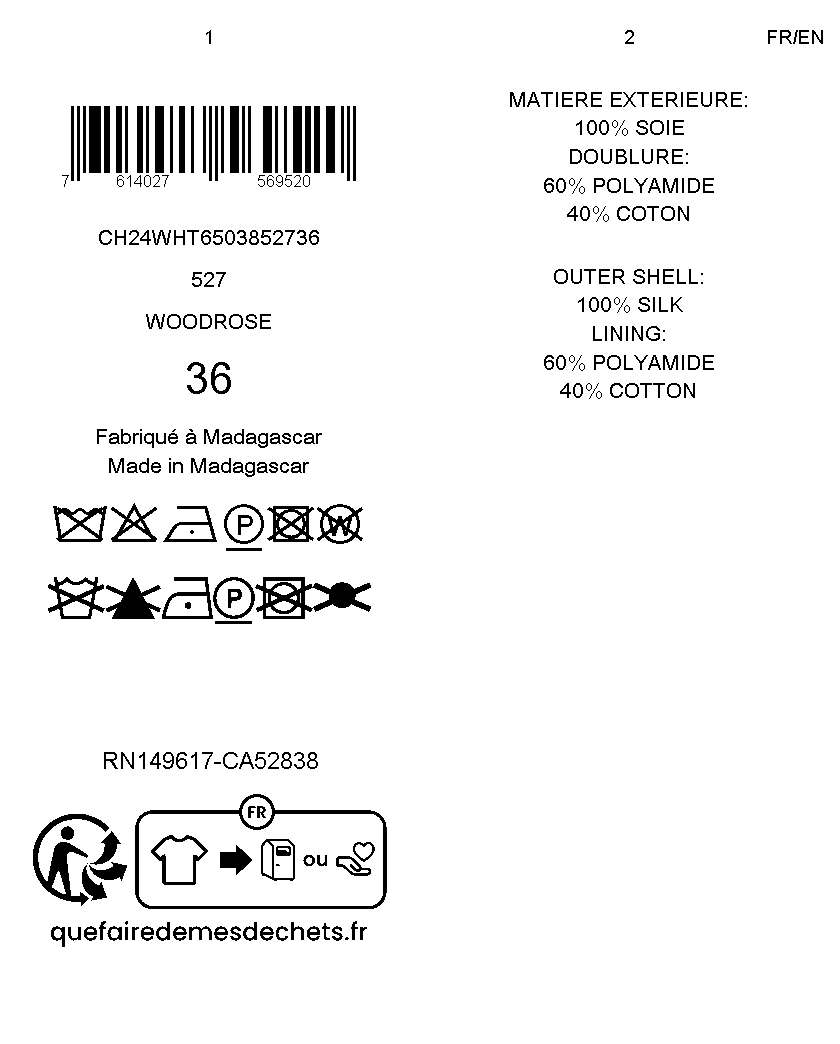 1
7 614027 569520
CH24WHT6503852736
527
WOODROSE
36
Fabriqué à Madagascar
Made in Madagascar
P W
P
RN149617-CA52838
FR
ou
quefairedemesdechets.fr
2
FR/EN
MATIERE EXTERIEURE:
100% SOIE
DOUBLURE:
60% POLYAMIDE
40% COTON
OUTER SHELL:
100% SILK
LINING:
60% POLYAMIDE
40% COTTON